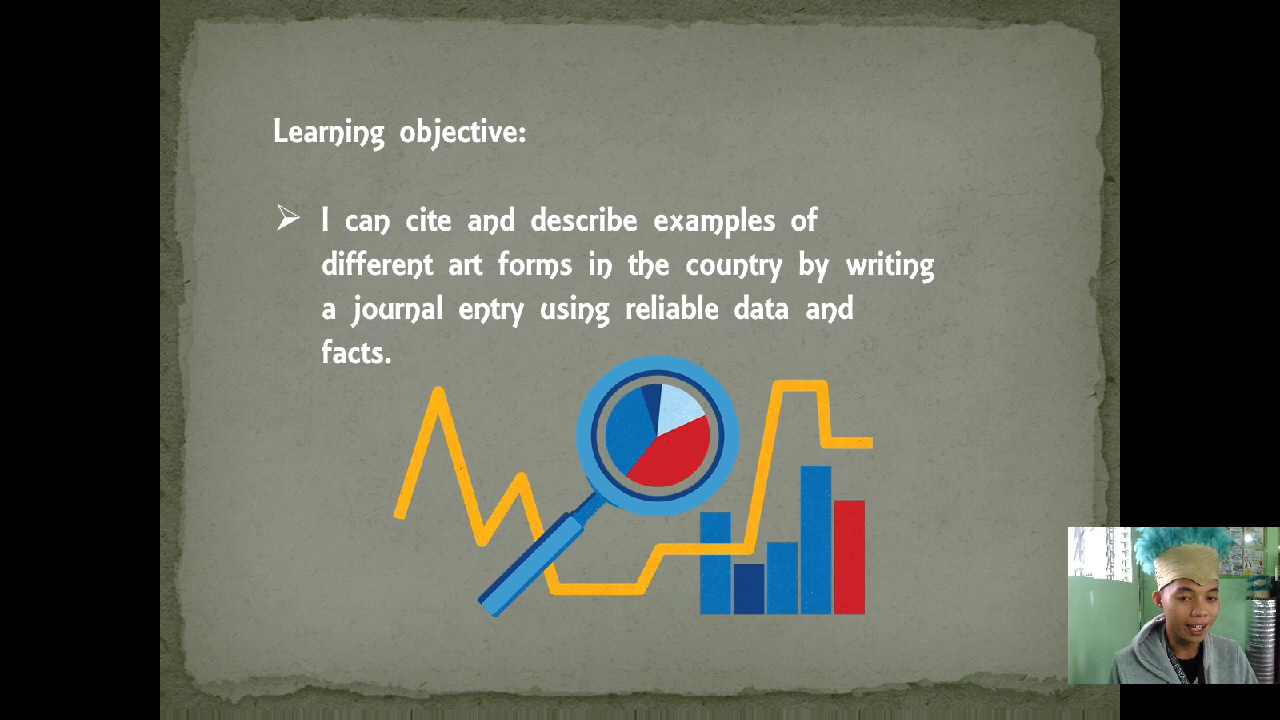 Learning objective:
I can cite and describe examples of
different art forms in the country by writing
a journal entry using reliable data and
facts.